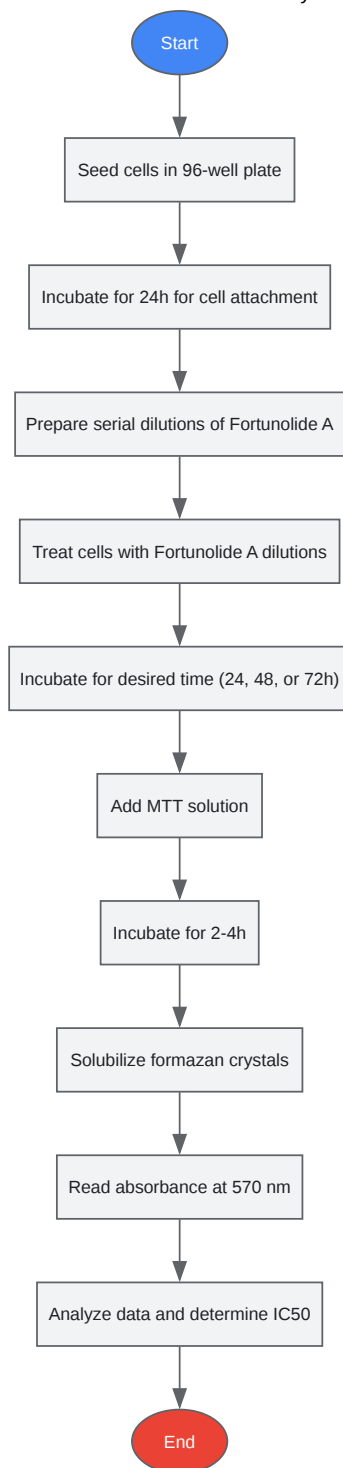 Start
Seed cells in 96-well plate
Incubate for 24h for cell attachment
Prepare serial dilutions of Fortunolide A
Treat cells with Fortunolide A dilutions
Incubate for desired time (24, 48, or 72h)
Add MTT solution
Incubate for 2-4h
Solubilize formazan crystals
Read absorbance at 570 nm
Analyze data and determine IC50
End